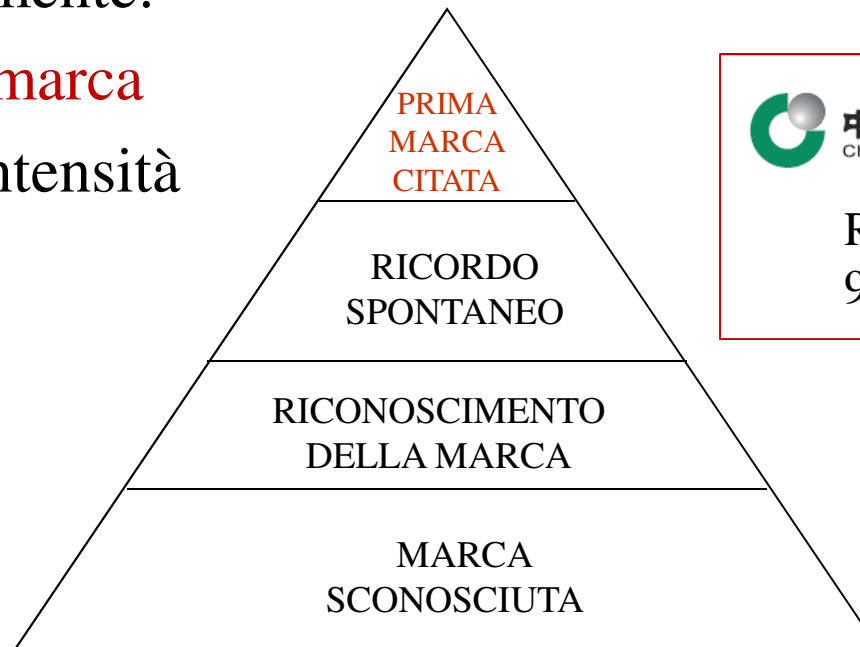 marca
ntensità
PRIMA
MARCA
CITATA
RICORDO
SPONTANEO
RICONOSCIMENTO
DELLA MARCA
MARCA
SCONOSCIUTA